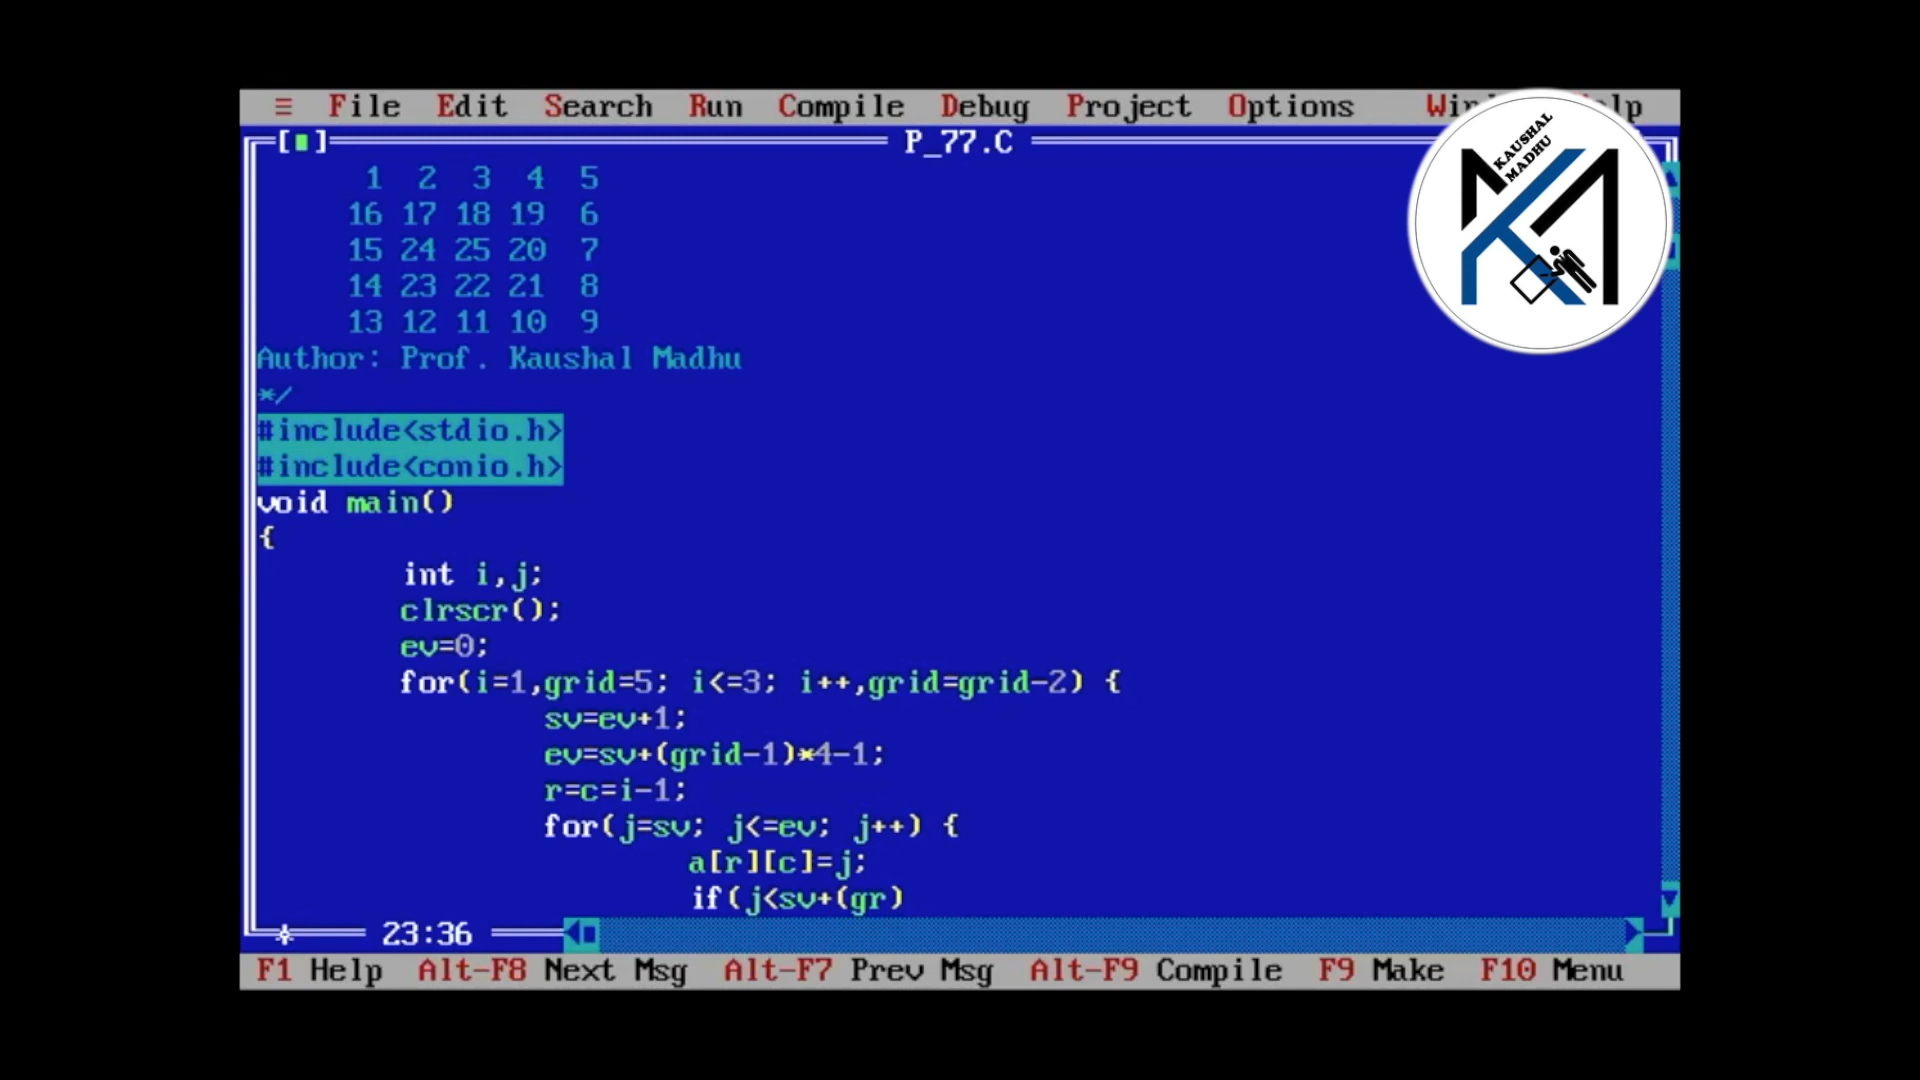 ≡ File Edit Search Run Compile Debug Project Options
P_77.C
KAUSHAL
MADHU
1 2 3 4 5
16 17 18 19 6
15 24 25 20 7
14 23 22 21 8
13 12 11 10 9
Author: Prof. Kaushal Madhu
*/
#include<stdio.h>
#include<conio.h>
void main()
{
int i,j;
clrscr();
ev=0;
for(i=1,grid=5; i<=3; i++,grid=grid-2) {
sv=ev+1;
ev=sv+(grid-1)*4-1;
r=c=i-1;
for(j=sv; j<=ev; j++) {
a[r][c]=j;
if(j<sv+(gr)
23:36
F1 Help Alt-F8 Next Msg Alt-F7 Prev Msg Alt-F9 Compile F9 Make F10 Menu